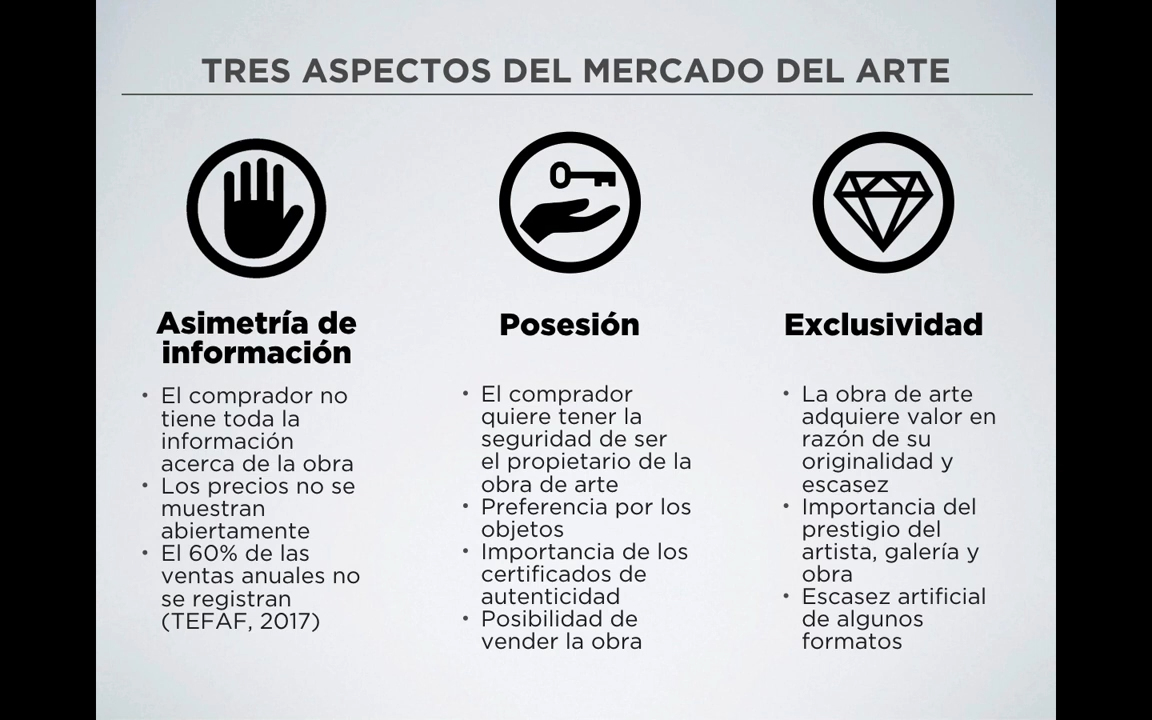 TRES ASPECTOS DEL MERCADO DEL ARTE
Asimetría de
información
• El comprador no
tiene toda la
información
acerca de la obra
• Los precios no se
muestran
abiertamente
• El 60% de las
ventas anuales no
se registran
(TEFAF, 2017)
Posesión
• El comprador
quiere tener la
seguridad de ser
el propietario de la
obra de arte
• Preferencia por los
objetos
• Importancia de los
certificados de
autenticidad
• Posibilidad de
vender la obra
Exclusividad
• La obra de arte
adquiere valor en
razón de su
originalidad y
escasez
• Importancia del
prestigio del
artista, galería y
obra
• Escasez artificial
de algunos
formatos